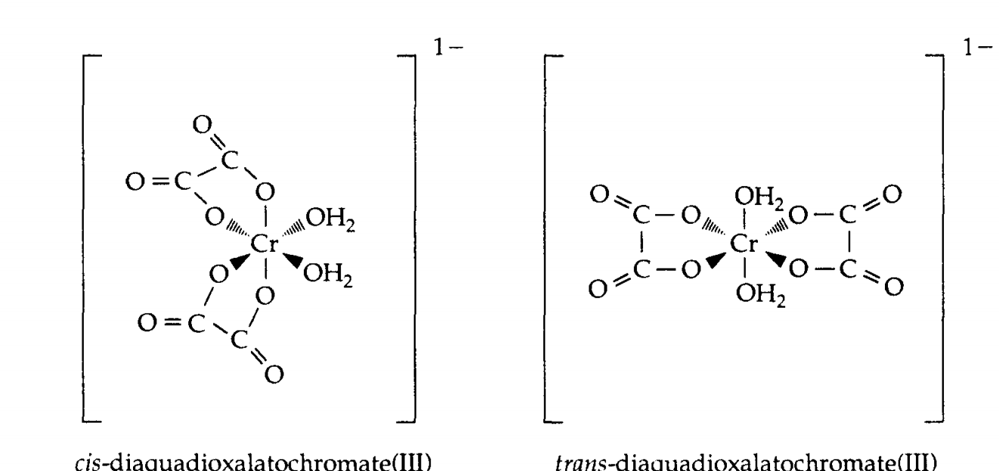 1−
1−
O
C
O=C
O
O
OH₂
Cr
OH₂
O
O
O=C
C
O
O
C—O
OH₂
O—C
O
Cr
O
C—O
OH₂
O—C
O
cis-diaquadioxalatochromate(III)
trans-diaquadioxalatochromate(III)